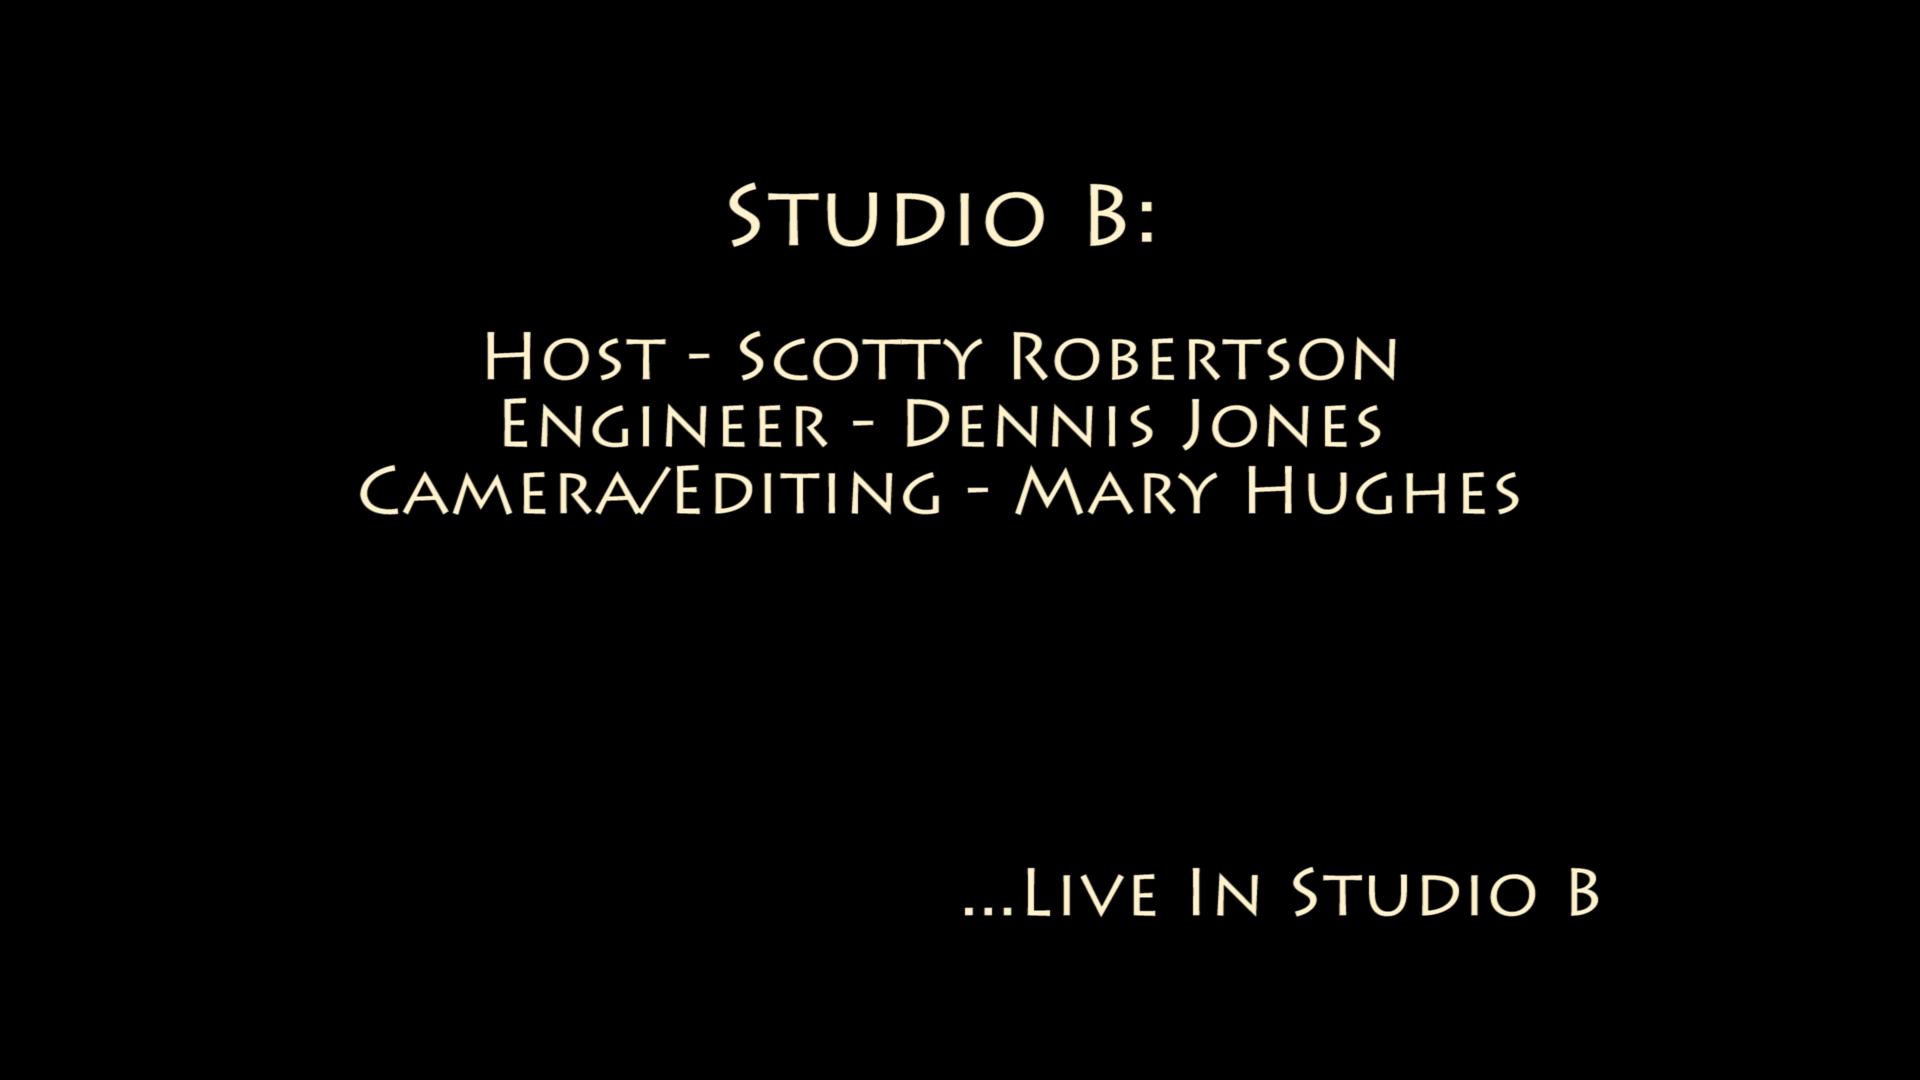 Studio B:
Host - Scotty Robertson
Engineer - Dennis Jones
Camera/Editing - Mary Hughes
...Live In Studio B